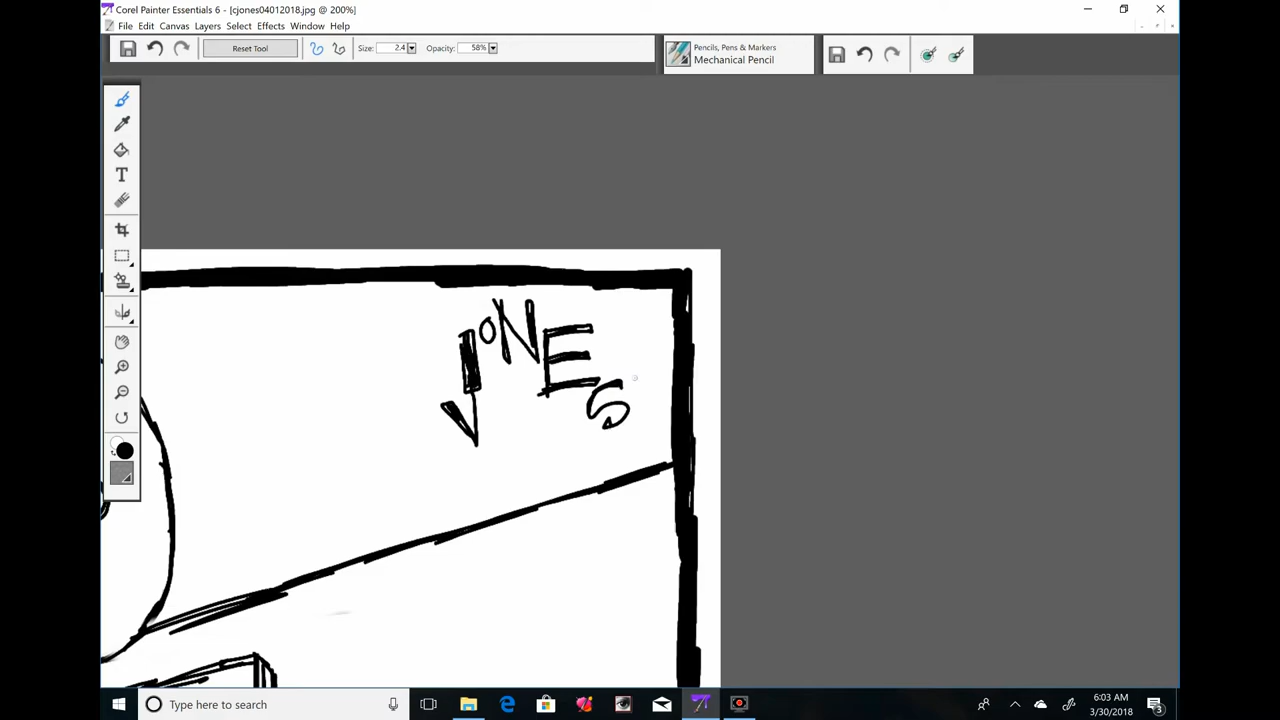 Corel Painter Essentials 6 - [cjones04012018.jpg @ 200%]
File Edit Canvas Layers Select Effects Window Help
Reset Tool Size: 2.4 Opacity: 58%
Pencils, Pens & Markers
Mechanical Pencil
T
JONES
Type here to search
6:03 AM
3/30/2018
3